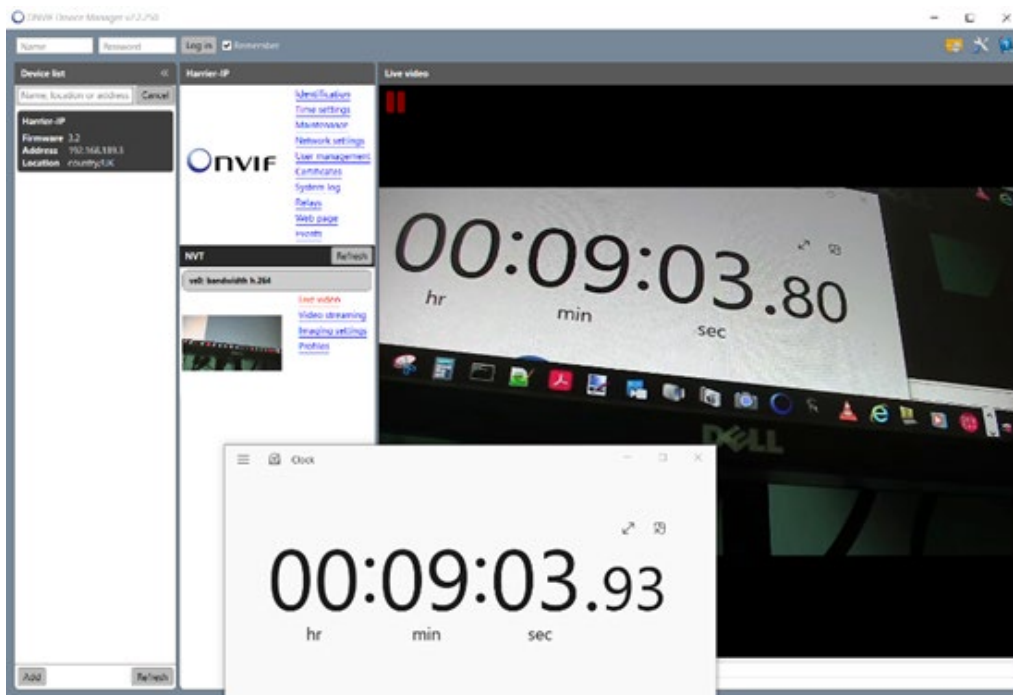 ONVIF Device Manager v2.2.250
Name
Password
Log in
Remember
Device list
Name, location or address
Cancel
Harrier-IP
Firmware 3.2
Address 192.168.189.3
Location country/UK
Add
Refresh
Harrier-IP
ONVIF
Identification
Time settings
Maintenance
Network settings
User management
Certificates
System log
Relays
Web page
Events
NVT
Refresh
vs0: bandwidth h.264
Live video
Video streaming
Imaging settings
Profiles
Live video
00:09:03.80
hr min sec
DELL
Clock
00:09:03.93
hr min sec